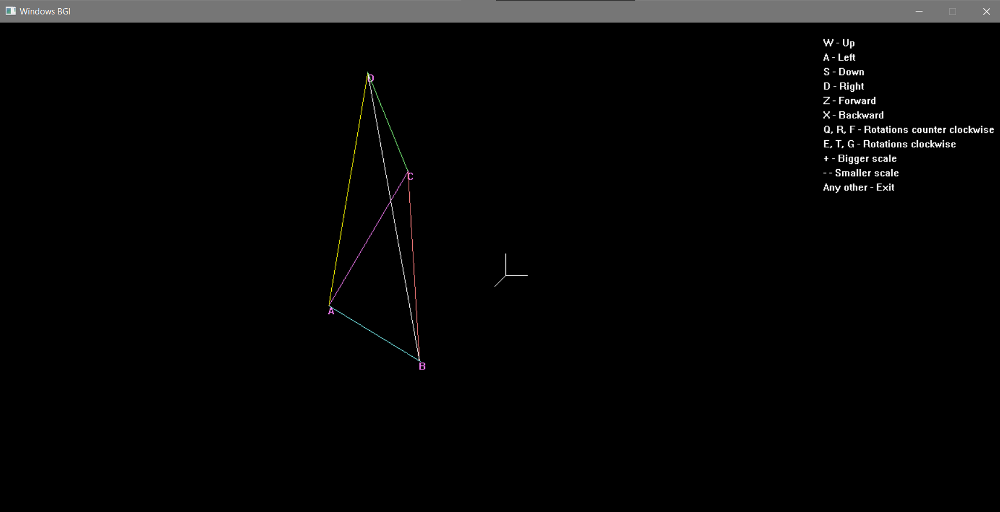 Windows BGI
W - Up
A - Left
S - Down
D - Right
Z - Forward
X - Backward
Q, R, F - Rotations counter clockwise
E, T, G - Rotations clockwise
+ - Bigger scale
- - Smaller scale
Any other - Exit
D
C
A
B